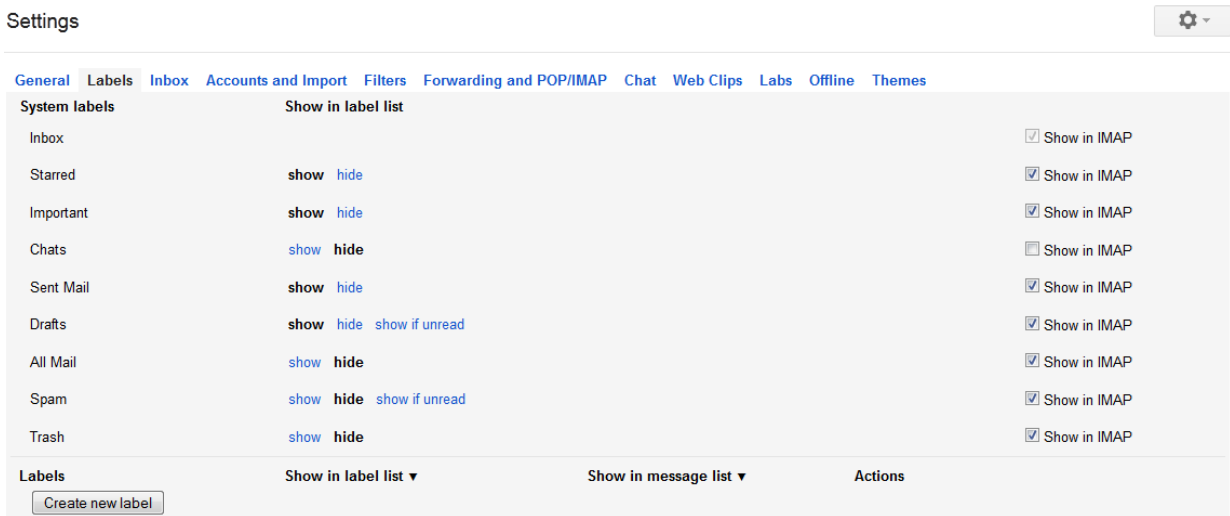 Settings
General Labels Inbox Accounts and Import Filters Forwarding and POP/IMAP Chat Web Clips Labs Offline Themes
System labels Show in label list
Inbox Show in IMAP
Starred show hide Show in IMAP
Important show hide Show in IMAP
Chats show hide Show in IMAP
Sent Mail show hide Show in IMAP
Drafts show hide show if unread Show in IMAP
All Mail show hide Show in IMAP
Spam show hide show if unread Show in IMAP
Trash show hide Show in IMAP
Labels Show in label list ▼ Show in message list ▼ Actions
Create new label